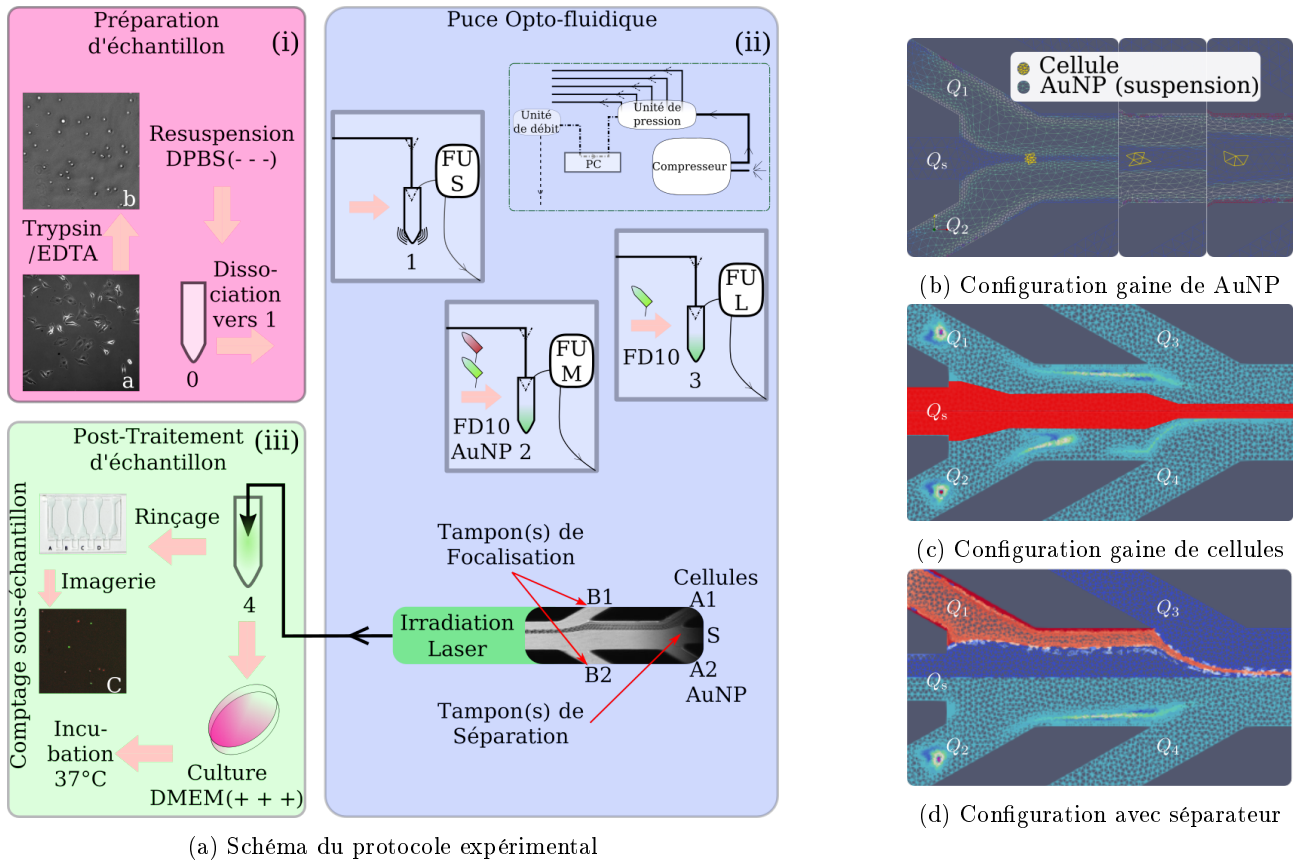 Préparation
d'échantillon
(i)
b
Resuspension
DPBS(- - -)
Trypsin
/EDTA
a
Disso-
ciation
vers 1
0
Puce Opto-fluidique
(ii)
Unité
de débit
Unité de
pression
PC
Compresseur
FU
S
1
FU
L
FD10
3
FU
M
FD10
AuNP 2
Tampon(s) de
Focalisation
Cellules
A1
B1
S
Irradiation
Laser
B2
A2
AuNP
Tampon(s) de
Séparation
Post-Traitement
d'échantillon
(iii)
Comptage sous-échantillon
A B C D
Rinçage
4
Imagerie
C
Incu-
bation
37°C
Culture
DMEM(+ + +)
(a) Schéma du protocole expérimental
Q1
Cellule
AuNP (suspension)
Qs
Q2
(b) Configuration gaine de AuNP
Q1
Q3
Qs
Q2
Q4
(c) Configuration gaine de cellules
Q1
Q3
Qs
Q2
Q4
(d) Configuration avec séparateur